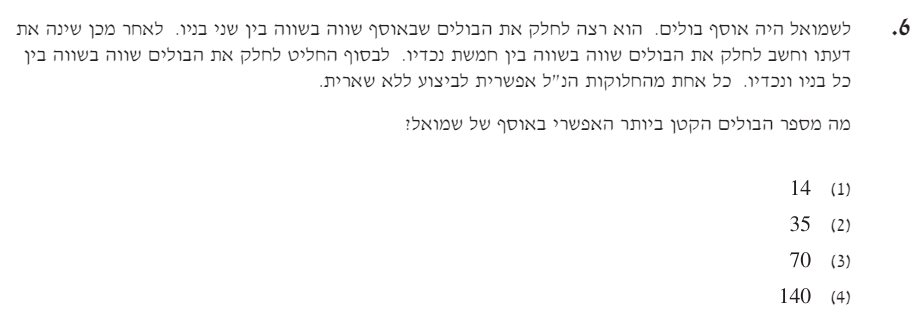 .6 לשמואל היה אוסף בולים. הוא רצה לחלק את הבולים שבאוסף שווה בשווה בין שני בניו. לאחר מכן שינה את
דעתו וחשב לחלק את הבולים שווה בשווה בין חמשת נכדיו. לבסוף החליט לחלק את הבולים שווה בשווה בין
כל בניו ונכדיו. כל אחת מהחלוקות הנ"ל אפשרית לביצוע ללא שארית.
מה מספר הבולים הקטן ביותר האפשרי באוסף של שמואל?
(1) 14
(2) 35
(3) 70
(4) 140